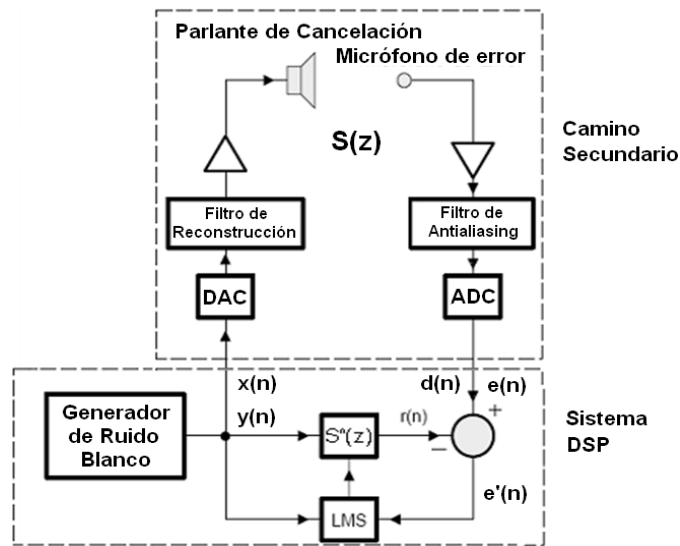 Parlante de Cancelación
Micrófono de error
S(z)
Camino
Secundario
Filtro de
Reconstrucción
Filtro de
Antialiasing
DAC
ADC
x(n)
d(n) e(n)
Generador
de Ruido
Blanco
y(n)
S^(z)
r(n)
+
−
Sistema
DSP
e'(n)
LMS